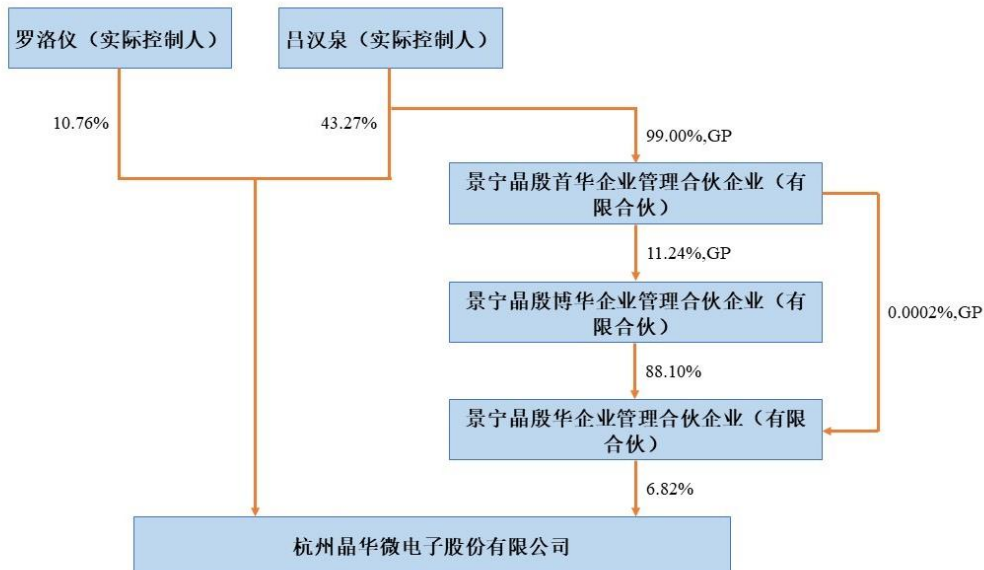 罗洛仪（实际控制人）
吕汉泉（实际控制人）
10.76%
43.27%
99.00%,GP
景宁晶殷首华企业管理合伙企业（有
限合伙）
11.24%,GP
景宁晶殷博华企业管理合伙企业（有
限合伙）
0.0002%,GP
88.10%
景宁晶殷华企业管理合伙企业（有限
合伙）
6.82%
杭州晶华微电子股份有限公司